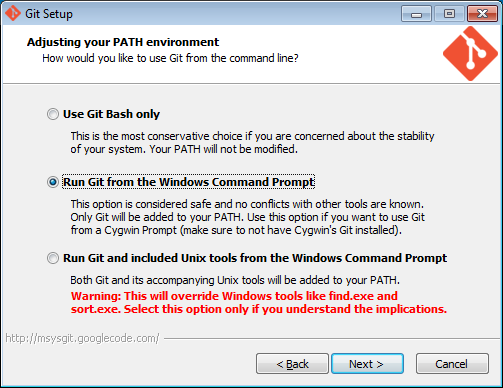 Git Setup
Adjusting your PATH environment
How would you like to use Git from the command line?
Use Git Bash only
This is the most conservative choice if you are concerned about the stability
of your system. Your PATH will not be modified.
Run Git from the Windows Command Prompt
This option is considered safe and no conflicts with other tools are known.
Only Git will be added to your PATH. Use this option if you want to use Git
from a Cygwin Prompt (make sure to not have Cygwin's Git installed).
Run Git and included Unix tools from the Windows Command Prompt
Both Git and its accompanying Unix tools will be added to your PATH.
Warning: This will override Windows tools like find.exe and
sort.exe. Select this option only if you understand the implications.
http://msysgit.googlecode.com/
< Back
Next >
Cancel